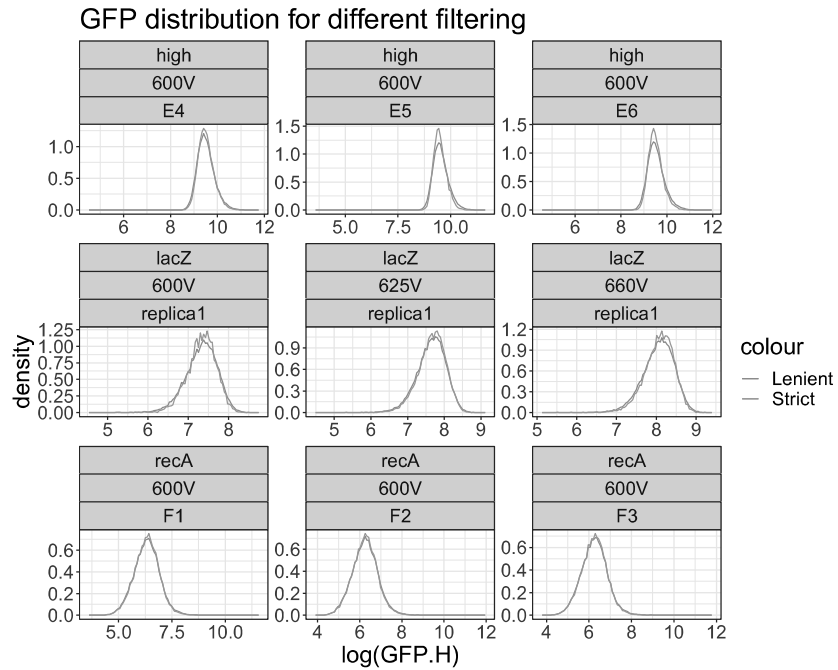 GFP distribution for different filtering
high high high
600V 600V 600V
E4 E5 E6
1.0
0.5
0.0
6 8 10 12
1.5
1.0
0.5
0.0
5.0 7.5 10.0
1.5
1.0
0.5
0.0
6 8 10 12
lacZ lacZ lacZ
600V 625V 660V
replica1 replica1 replica1
density
1.25
1.00
0.75
0.50
0.25
0.00
5 6 7 8
0.9
0.6
0.3
0.0
5 6 7 8 9
1.2
0.9
0.6
0.3
0.0
5 6 7 8 9
colour
Lenient
Strict
recA recA recA
600V 600V 600V
F1 F2 F3
0.6
0.4
0.2
0.0
5.0 7.5 10.0
0.6
0.4
0.2
0.0
4 6 8 10 12
0.6
0.4
0.2
0.0
4 6 8 10 12
log(GFP.H)